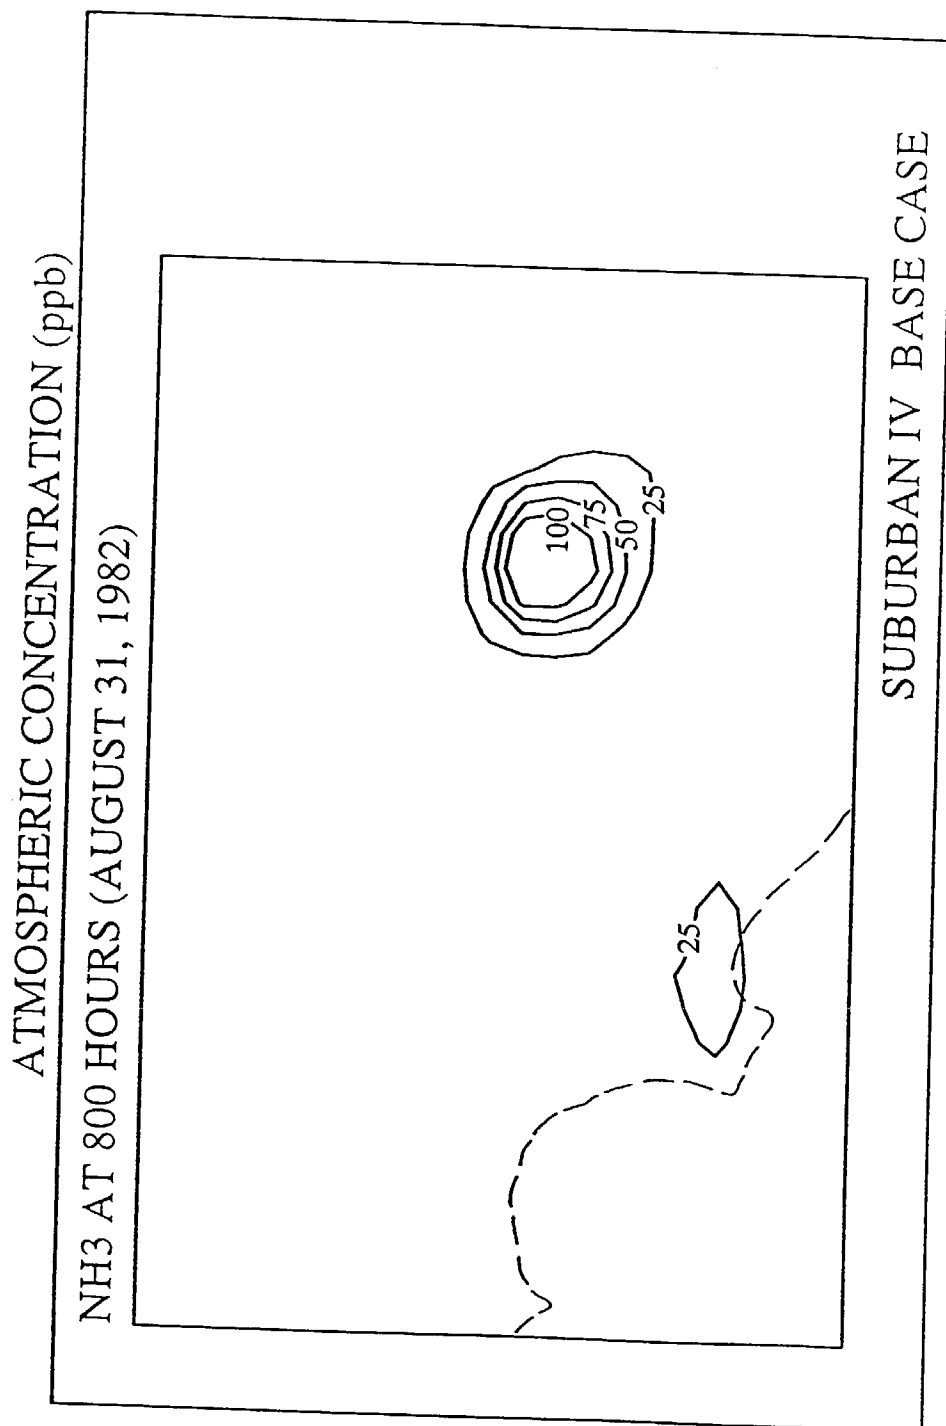 ATMOSPHERIC CONCENTRATION (ppb)
NH3 AT 800 HOURS (AUGUST 31, 1982)
100
75
50
25
25
SUBURBAN IV BASE CASE